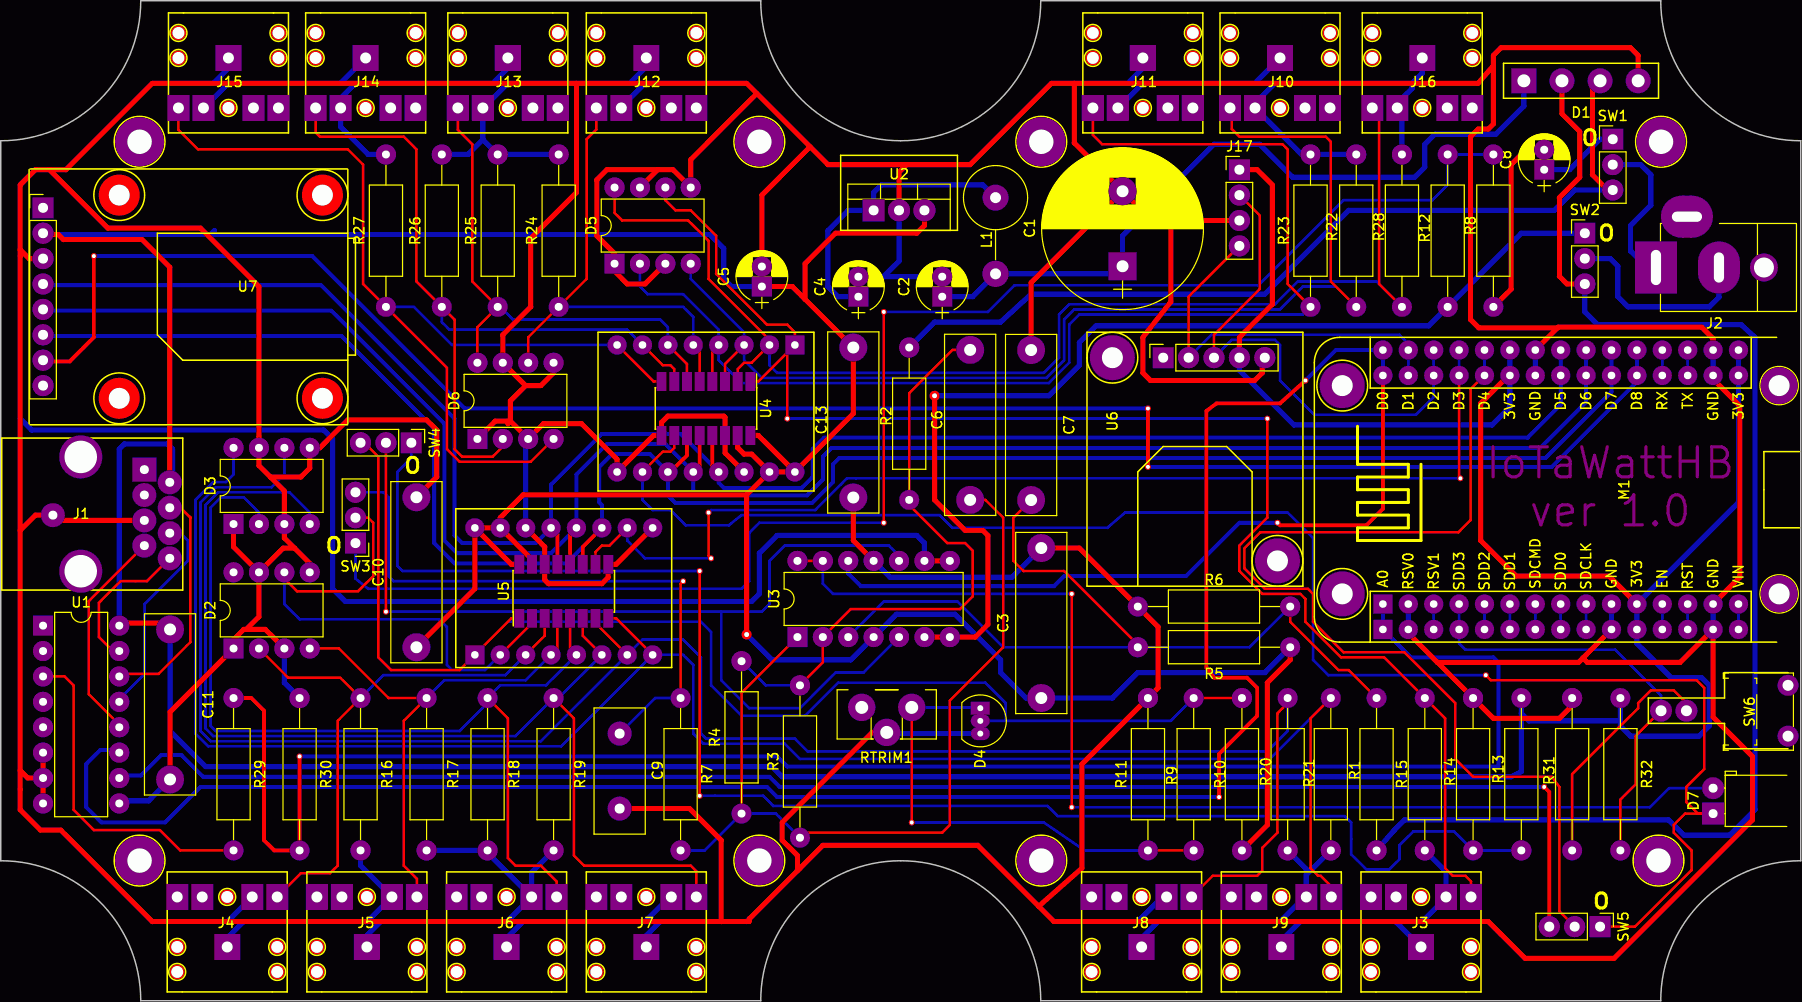 J15 J14 J13 J12 J11 J10 J16
D1 SW1
O
J17 C8
U2
SW2
O
R27 R26 R25 R24 D5 L1 C1 R23 R22 R28 R12 R8
C5 C4 C2
U7
J2
D6 U4 C13 R2 C6 C7 U6
D0 D1 D2 D3 D4 3V3 GND D5 D6 D7 D8 RX TX GND 3V3
SW4
O
IoTaWattHB
ver 1.0
M1
D3
J1
O
SW3
C10
A0 RSV0 RSV1 SDD3 SDD2 SDD1 SDCMD SDD0 SDCLK GND 3V3 EN RST GND VIN
U1 D2 U5 U3 C3
R6
R5
C11
SW6
R4
RTRIM1
D4
R29 R30 R16 R17 R18 R19 C9 R7 R3 R11 R9 R10 R20 R21 R1 R15 R14 R13 R31 R32
D7
O
SW5
J4 J5 J6 J7 J8 J9 J3